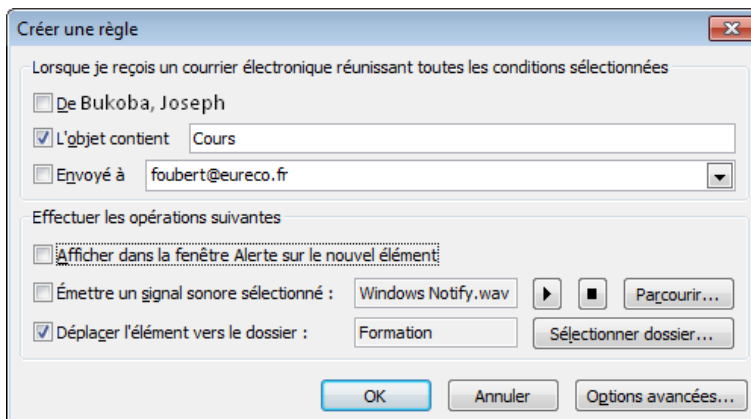 Créer une règle
Lorsque je reçois un courrier électronique réunissant toutes les conditions sélectionnées
De Bukoba, Joseph
L'objet contient Cours
Envoyé à foubert@eureco.fr
Effectuer les opérations suivantes
Afficher dans la fenêtre Alerte sur le nouvel élément
Émettre un signal sonore sélectionné : Windows Notify.wav Parcourir...
Déplacer l'élément vers le dossier : Formation Sélectionner dossier...
OK Annuler Options avancées...